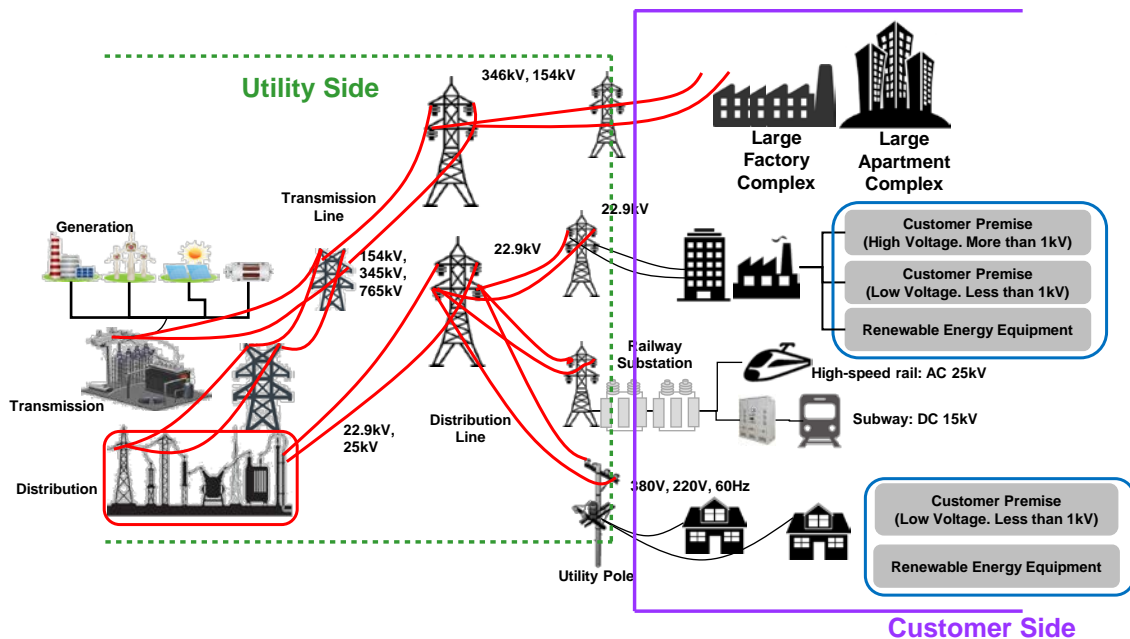 Utility Side
346kV, 154kV
Large
Factory
Complex
Large
Apartment
Complex
Transmission
Line
Generation
154kV,
345kV,
765kV
22.9kV
22.9kV
Customer Premise
(High Voltage. More than 1kV)
Customer Premise
(Low Voltage. Less than 1kV)
Renewable Energy Equipment
Railway
Substation
High-speed rail: AC 25kV
Transmission
Distribution
Line
22.9kV,
25kV
Subway: DC 15kV
Distribution
380V, 220V, 60Hz
Customer Premise
(Low Voltage. Less than 1kV)
Renewable Energy Equipment
Utility Pole
Customer Side